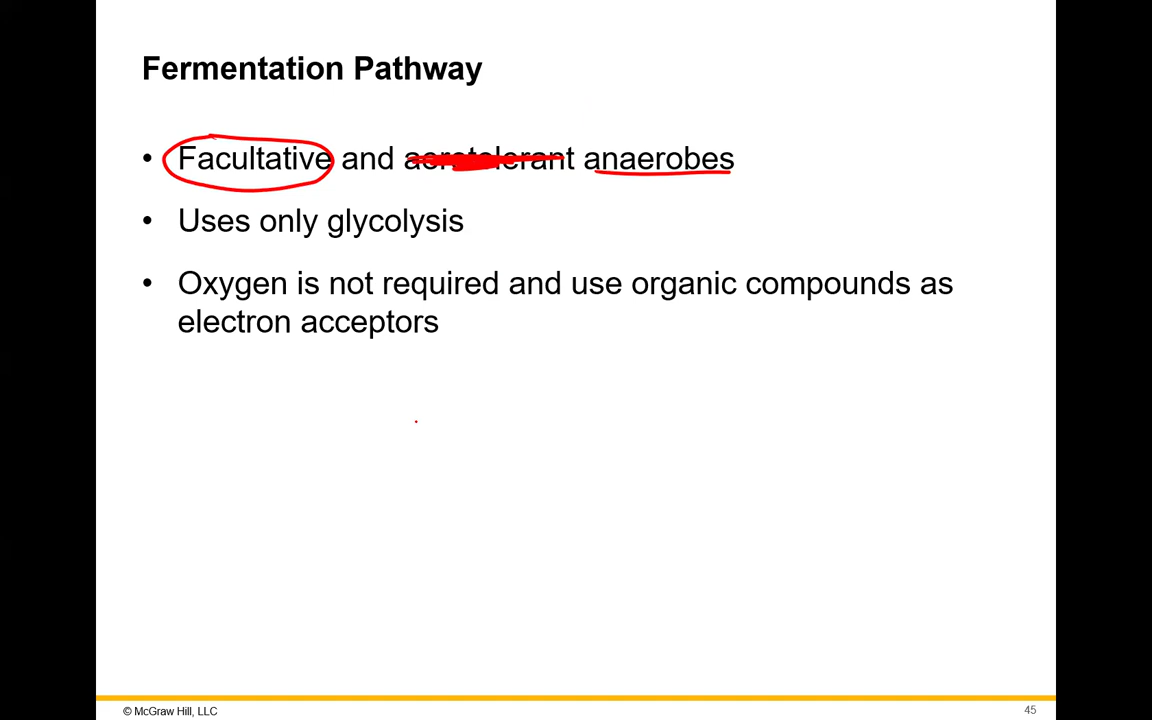 Fermentation Pathway
• Facultative and aerotolerant anaerobes
• Uses only glycolysis
• Oxygen is not required and use organic compounds as
electron acceptors
© McGraw Hill, LLC
45